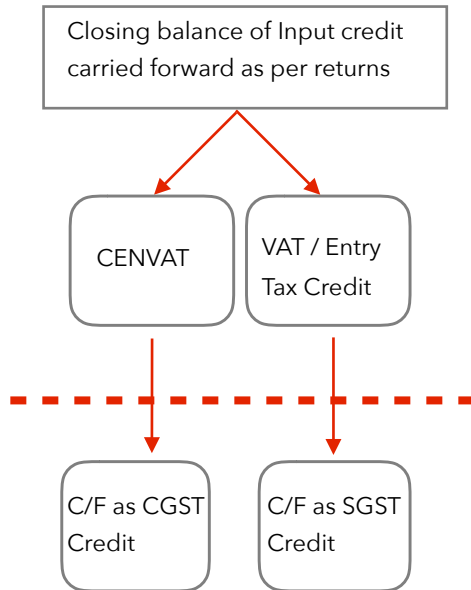 Closing balance of Input credit
carried forward as per returns
CENVAT
VAT / Entry
Tax Credit
C/F as CGST
Credit
C/F as SGST
Credit